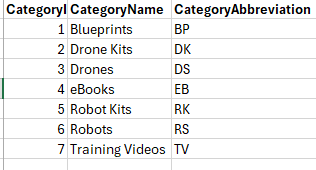 CategoryI CategoryName CategoryAbbreviation
1 Blueprints BP
2 Drone Kits DK
3 Drones DS
4 eBooks EB
5 Robot Kits RK
6 Robots RS
7 Training Videos TV